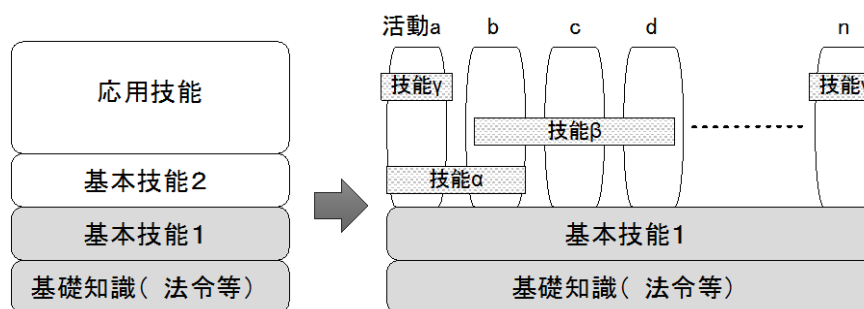 応用技能
基本技能2
基本技能1
基礎知識( 法令等)
活動a b c d n
技能γ 技能
技能β
技能α
基本技能1
基礎知識( 法令等)